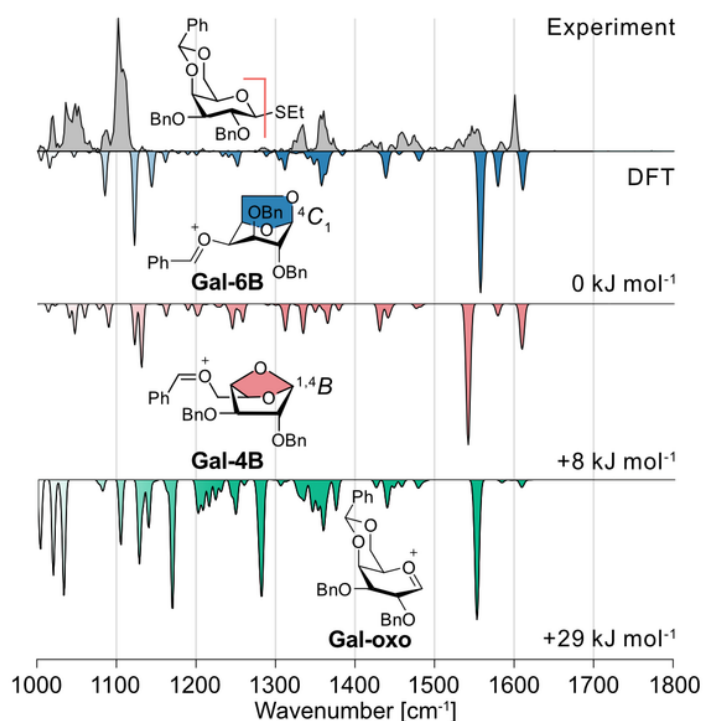 Experiment
Ph
O
O
O
SEt
BnO
BnO
DFT
O
OBn
⁴C₁
O
+
O
Ph
OBn
Gal-6B
0 kJ mol⁻¹
+
O
O
¹,⁴B
Ph
O
BnO
OBn
Gal-4B
+8 kJ mol⁻¹
Ph
O
O
+
O
BnO
BnO
Gal-oxo
+29 kJ mol⁻¹
1000 1100 1200 1300 1400 1500 1600 1700 1800
Wavenumber [cm⁻¹]